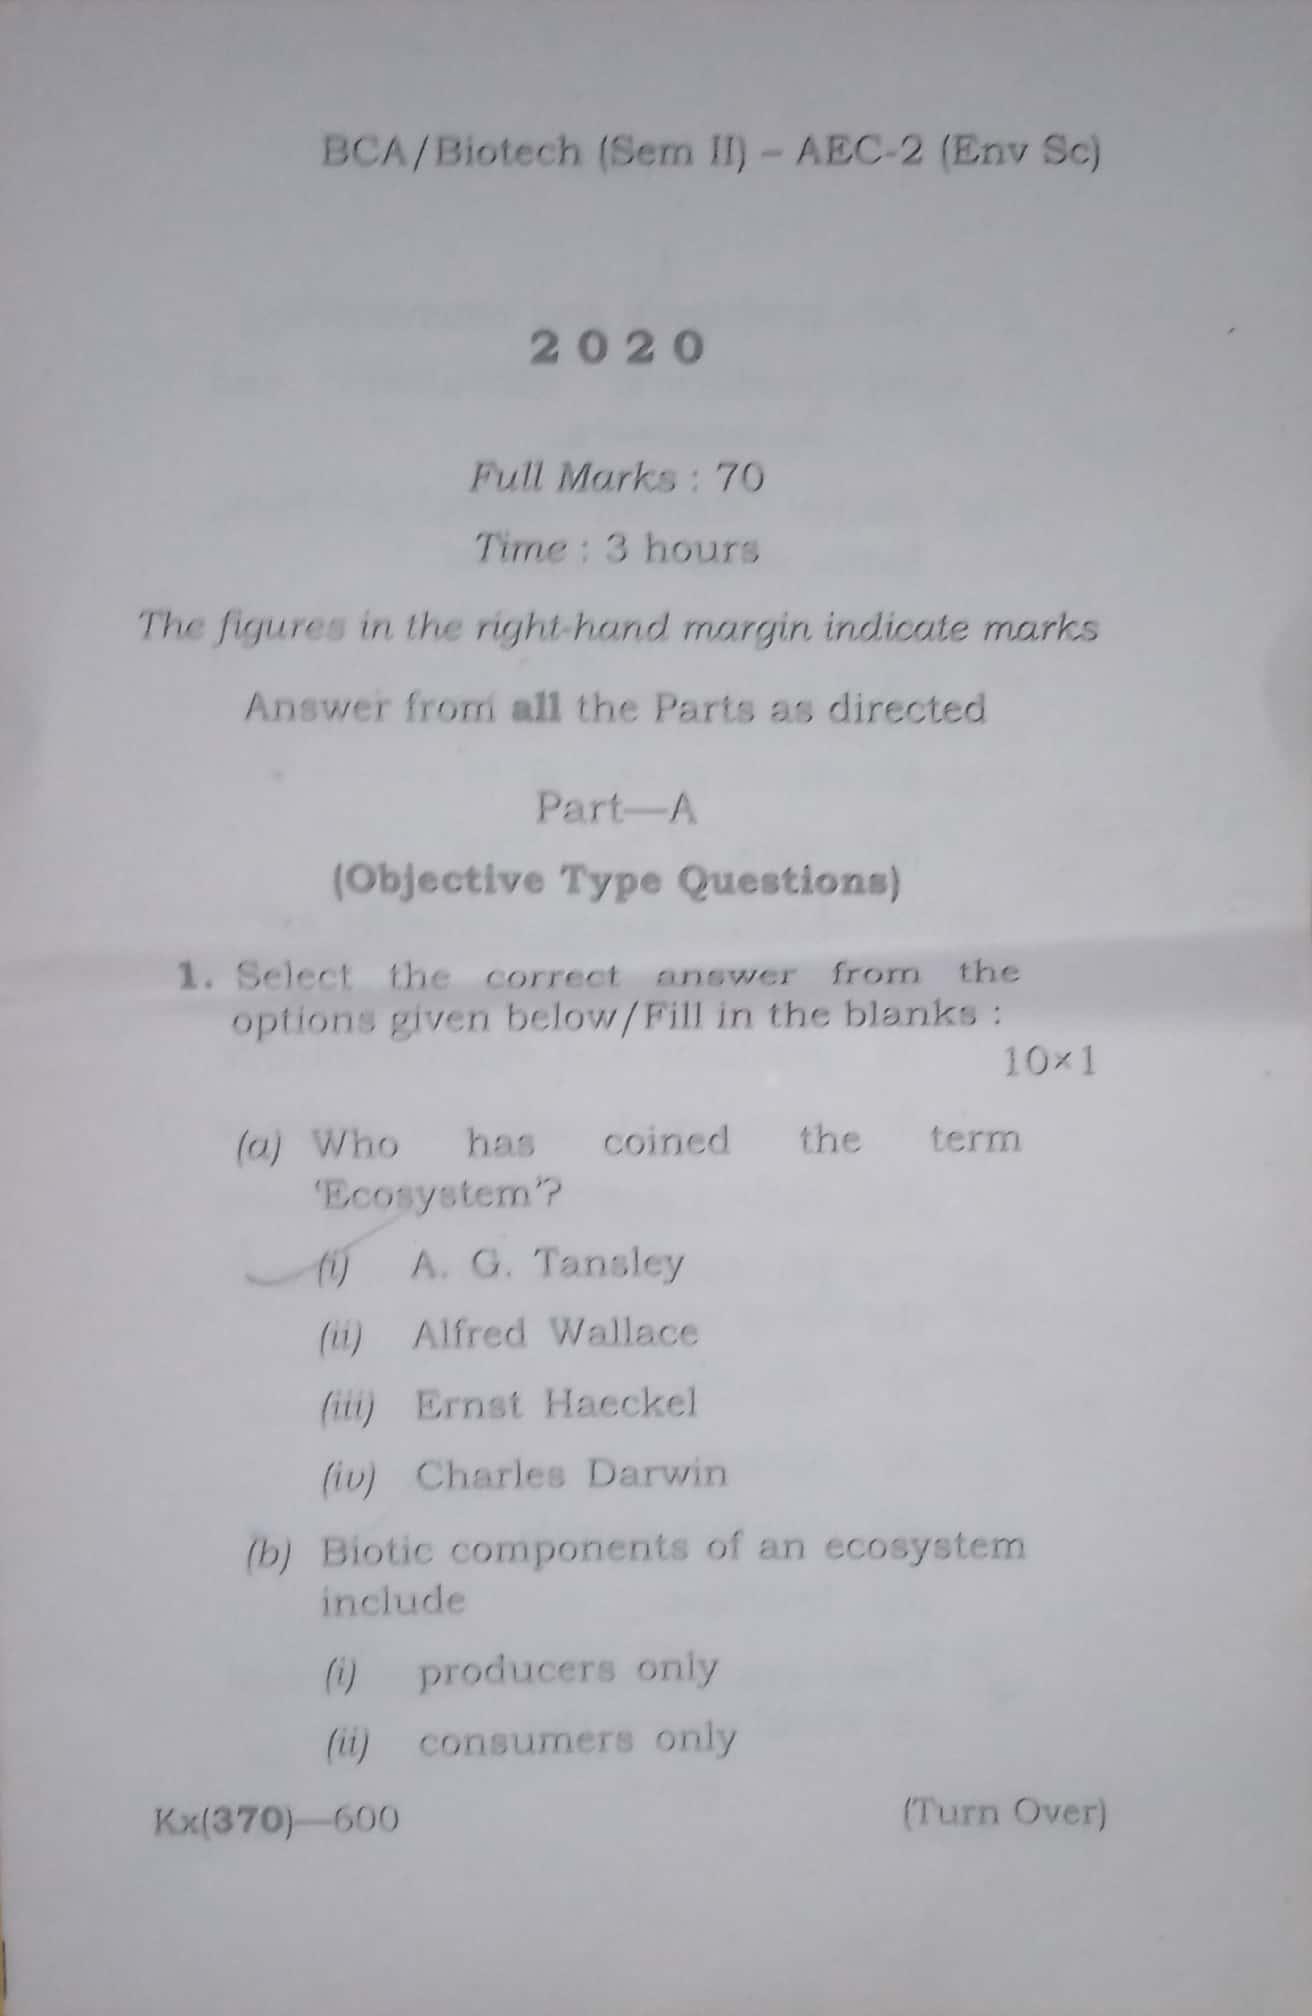 BCA/Biotech (Sem II) – AEC-2 (Env Sc)
2020
Full Marks : 70
Time : 3 hours
The figures in the right-hand margin indicate marks
Answer from all the Parts as directed
Part—A
(Objective Type Questions)
1. Select the correct answer from the
options given below/Fill in the blanks :
10×1
(a) Who has coined the term
‘Ecosystem’?
(i) A. G. Tansley
(ii) Alfred Wallace
(iii) Ernst Haeckel
(iv) Charles Darwin
(b) Biotic components of an ecosystem
include
(i) producers only
(ii) consumers only
Kx(370)—600 (Turn Over)